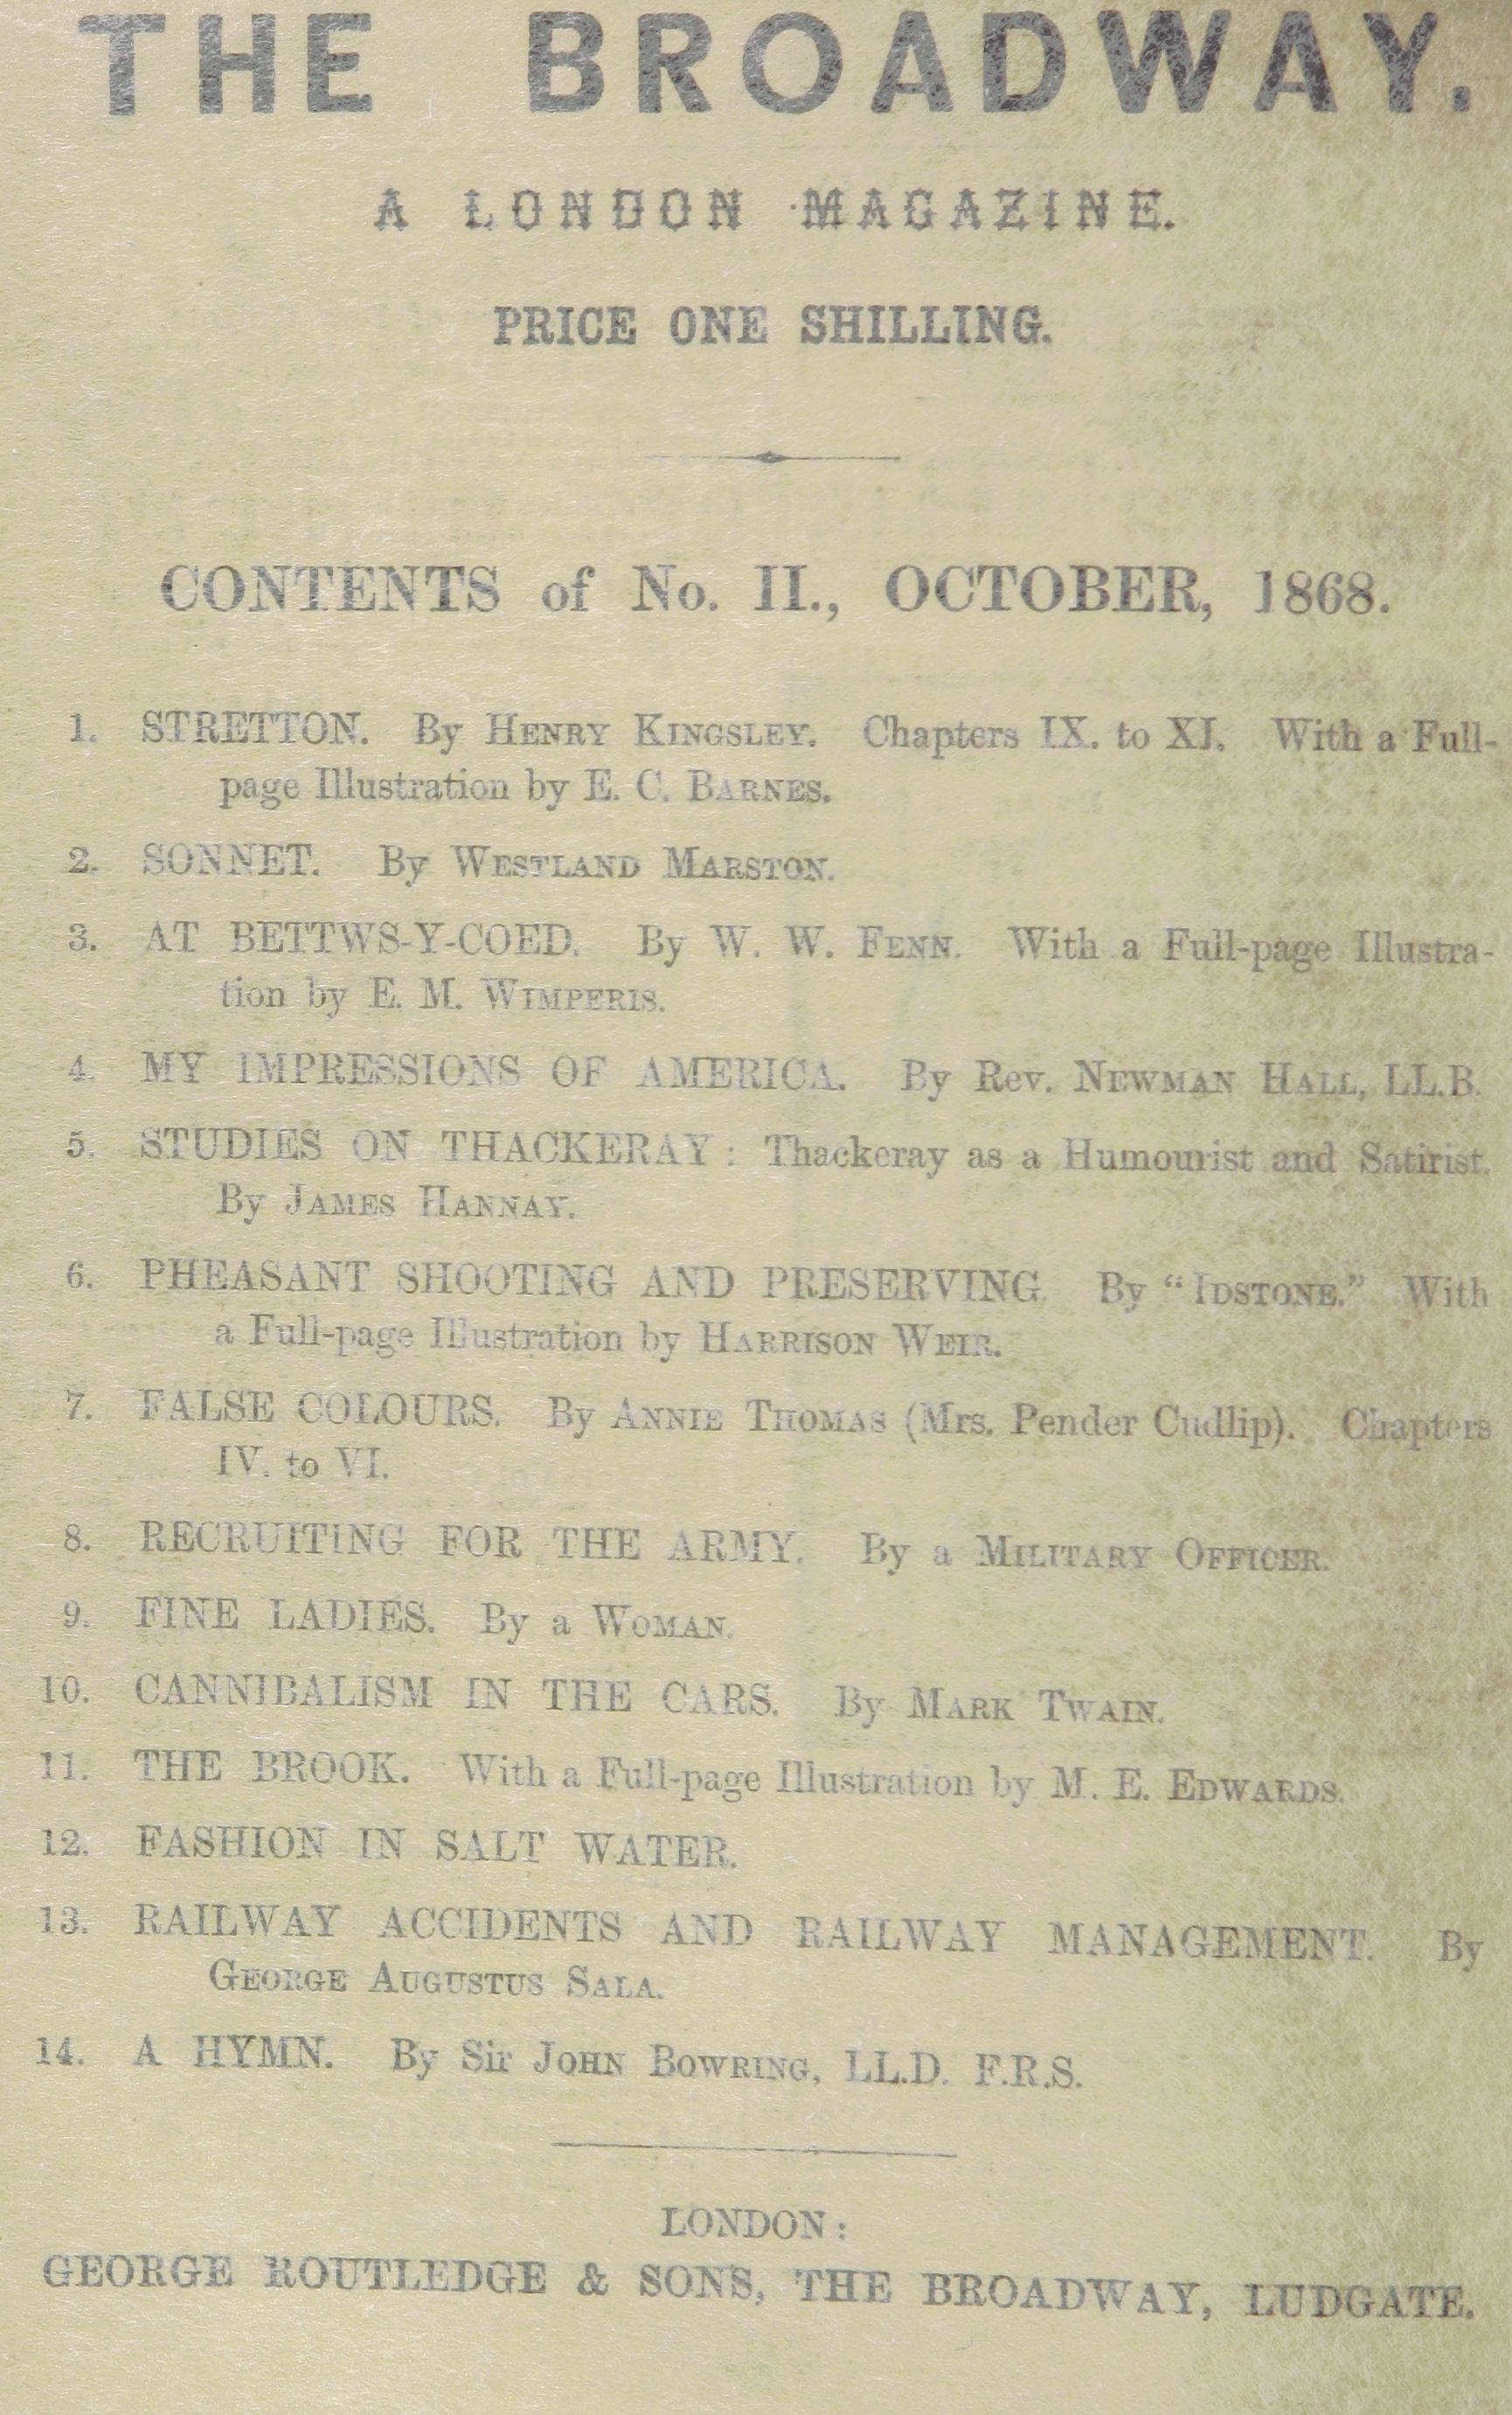 THE BROADWAY.
A LONDON MAGAZINE.
PRICE ONE SHILLING.
CONTENTS of No. II., OCTOBER, 1868.
1. STRETTON. By HENRY KINGSLEY. Chapters IX. to XI. With a Full-
page Illustration by E. C. BARNES.
2. SONNET. By WESTLAND MARSTON.
3. AT BETTWS-Y-COED. By W. W. FENN. With a Full-page Illustra-
tion by E. M. WIMPERIS.
4. MY IMPRESSIONS OF AMERICA. By Rev. NEWMAN HALL, LL.B.
5. STUDIES ON THACKERAY: Thackeray as a Humourist and Satirist.
By JAMES HANNAY.
6. PHEASANT SHOOTING AND PRESERVING. By "IDSTONE." With
a Full-page Illustration by HARRISON WEIR.
7. FALSE COLOURS. By ANNIE THOMAS (Mrs. Pender Cudlip). Chapters
IV. to VI.
8. RECRUITING FOR THE ARMY. By a MILITARY OFFICER.
9. FINE LADIES. By a WOMAN.
10. CANNIBALISM IN THE CARS. By MARK TWAIN.
11. THE BROOK. With a Full-page Illustration by M. E. EDWARDS.
12. FASHION IN SALT WATER.
13. RAILWAY ACCIDENTS AND RAILWAY MANAGEMENT. By
GEORGE AUGUSTUS SALA.
14. A HYMN. By Sir JOHN BOWRING, LL.D. F.R.S.
LONDON:
GEORGE ROUTLEDGE & SONS, THE BROADWAY, LUDGATE.